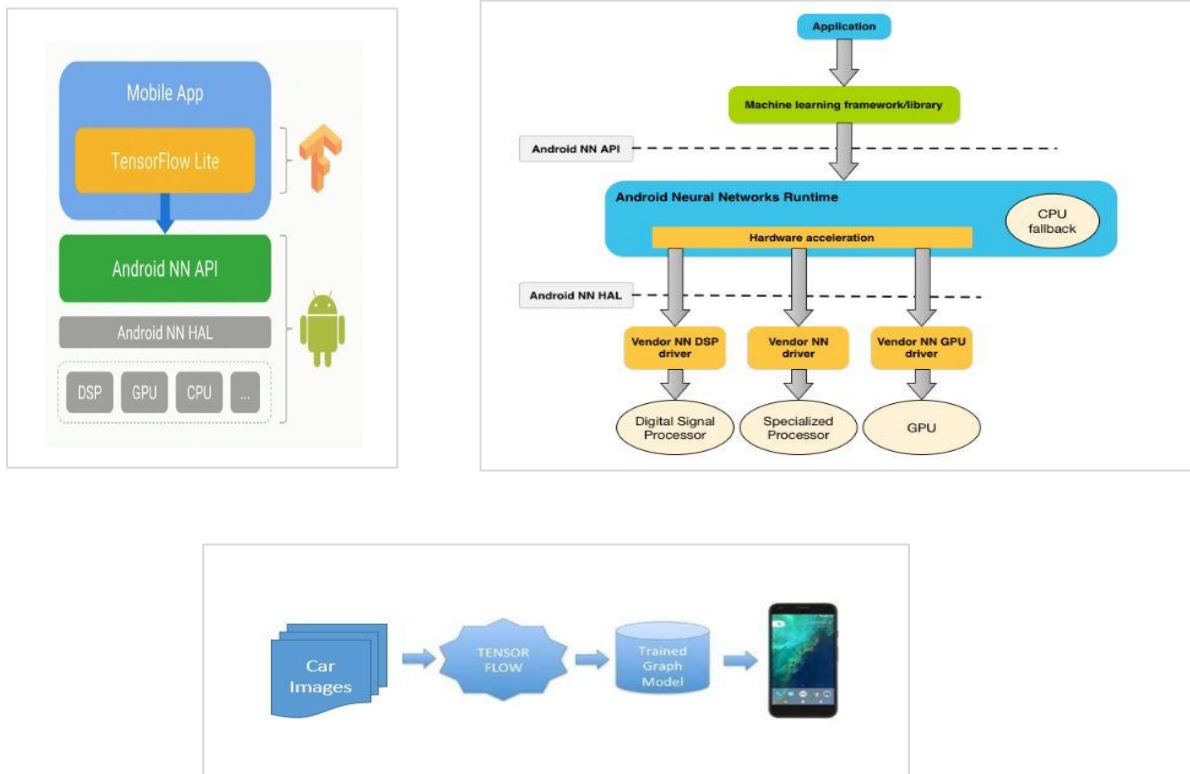 Mobile App
TensorFlow Lite
Android NN API
Android NN HAL
DSP
GPU
CPU
...
Application
Machine learning framework/library
Android NN API
Android Neural Networks Runtime
CPU
fallback
Hardware acceleration
Android NN HAL
Vendor NN DSP
driver
Vendor NN
driver
Vendor NN GPU
driver
Digital Signal
Processor
Specialized
Processor
GPU
Car
Images
TENSOR
FLOW
Trained
Graph
Model